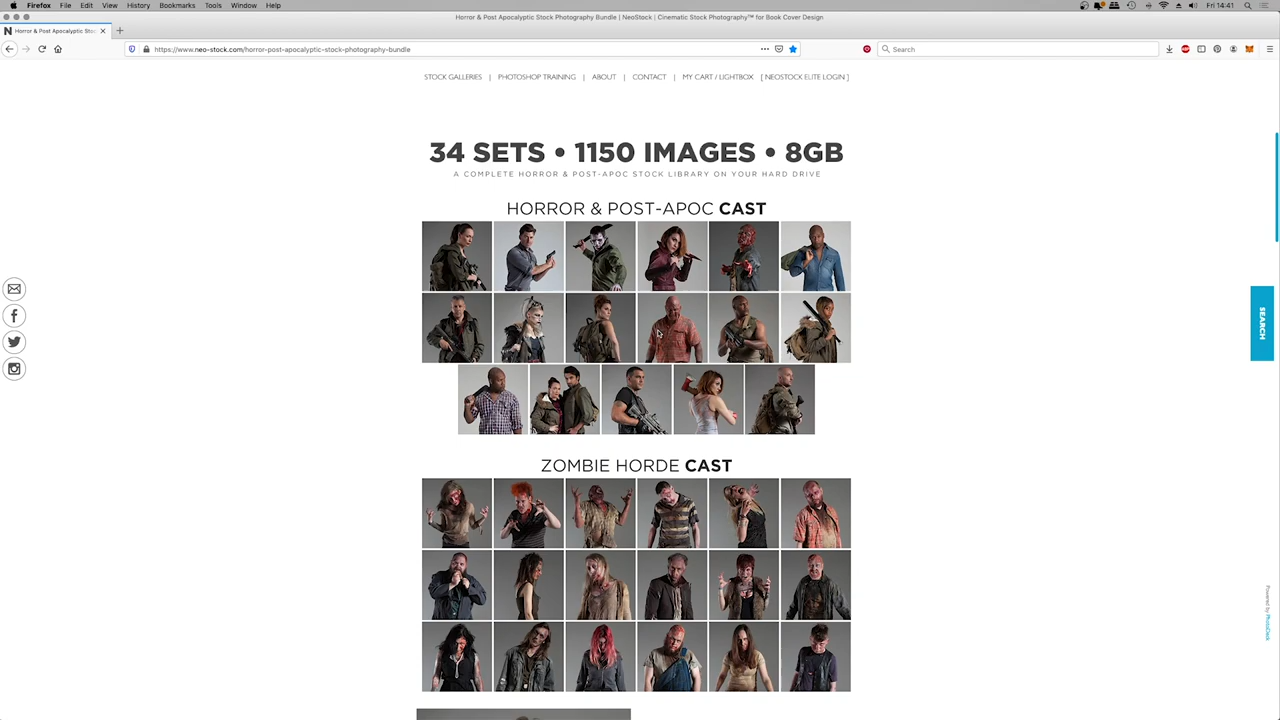 Firefox File Edit View History Bookmarks Tools Window Help
Fri 14:41
Horror & Post Apocalyptic Stock Photography Bundle | NeoStock | Cinematic Stock Photography™ for Book Cover Design
Horror & Post Apocalyptic Stoc
https://www.neo-stock.com/horror-post-apocalyptic-stock-photography-bundle
Search
STOCK GALLERIES | PHOTOSHOP TRAINING | ABOUT | CONTACT | MY CART / LIGHTBOX [ NEOSTOCK ELITE LOGIN ]
34 SETS • 1150 IMAGES • 8GB
A COMPLETE HORROR & POST-APOC STOCK LIBRARY ON YOUR HARD DRIVE
HORROR & POST-APOC CAST
SEARCH
ZOMBIE HORDE CAST
Powered by PhotoDeck